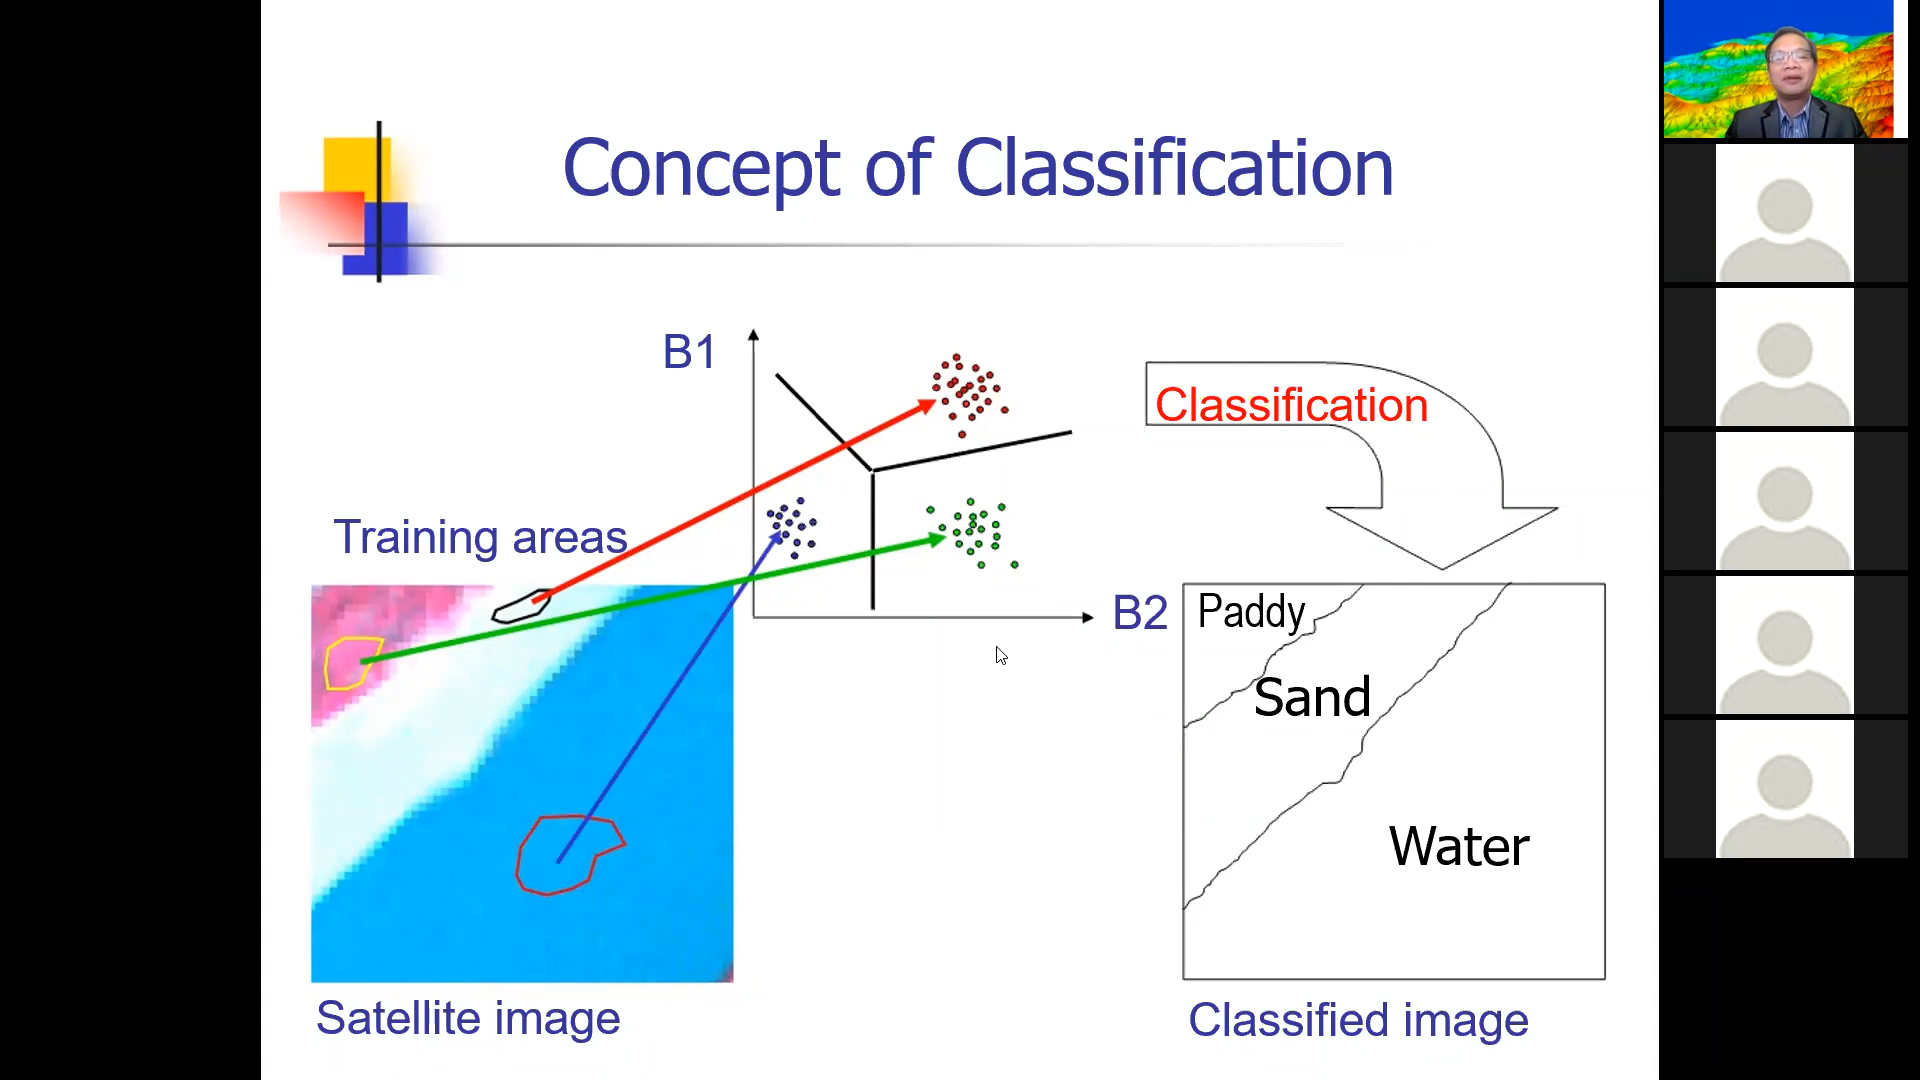 Concept of Classification
B1
Classification
Training areas
B2
Paddy
Sand
Water
Satellite image
Classified image